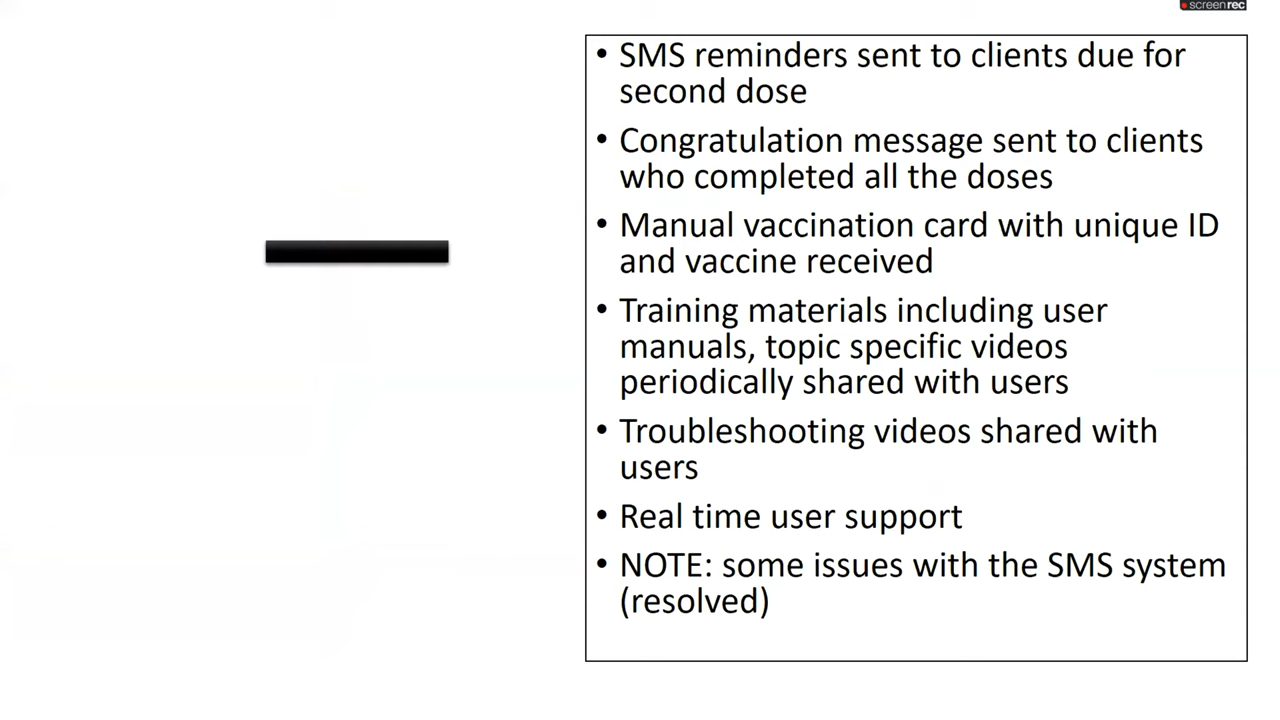 screenrec
• SMS reminders sent to clients due for
second dose
• Congratulation message sent to clients
who completed all the doses
• Manual vaccination card with unique ID
and vaccine received
• Training materials including user
manuals, topic specific videos
periodically shared with users
• Troubleshooting videos shared with
users
• Real time user support
• NOTE: some issues with the SMS system
(resolved)